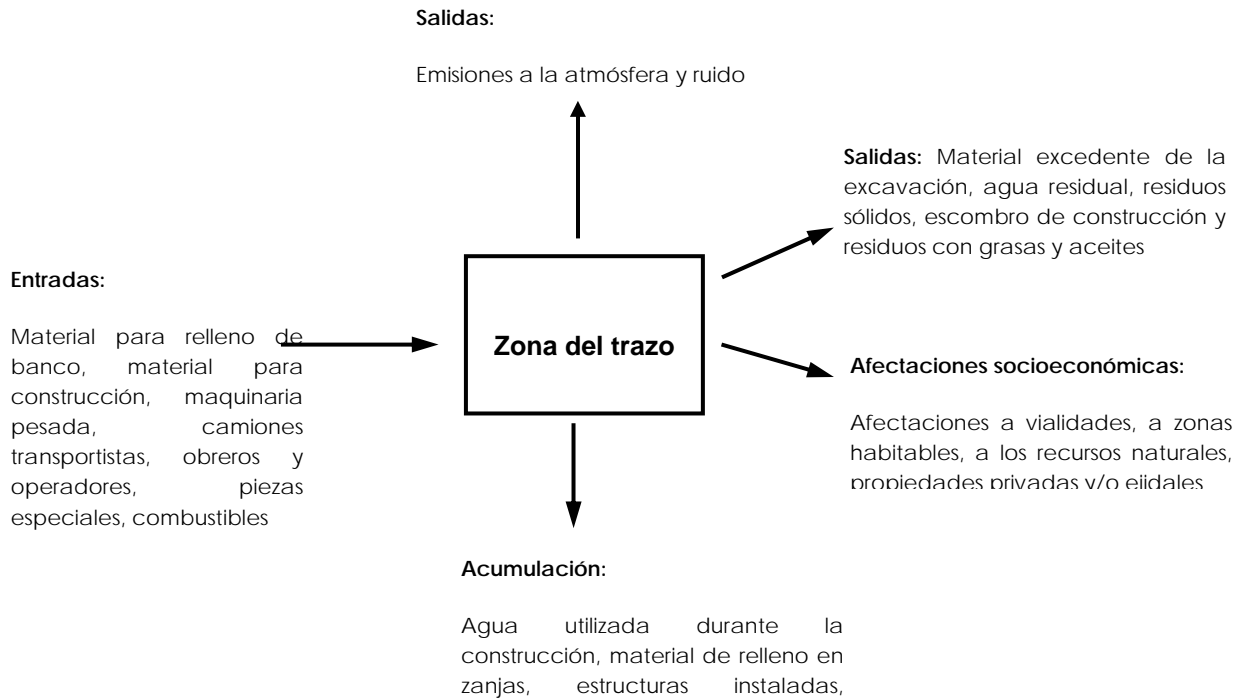 Salidas:
Emisiones a la atmósfera y ruido
Salidas: Material excedente de la
excavación, agua residual, residuos
sólidos, escombro de construcción y
residuos con grasas y aceites
Entradas:
Material para relleno de
banco, material para
construcción, maquinaria
pesada, camiones
transportistas, obreros y
operadores, piezas
especiales, combustibles
Zona del trazo
Afectaciones socioeconómicas:
Afectaciones a vialidades, a zonas
habitables, a los recursos naturales,
propiedades privadas y/o ejidales
Acumulación:
Agua utilizada durante la
construcción, material de relleno en
zanjas, estructuras instaladas,